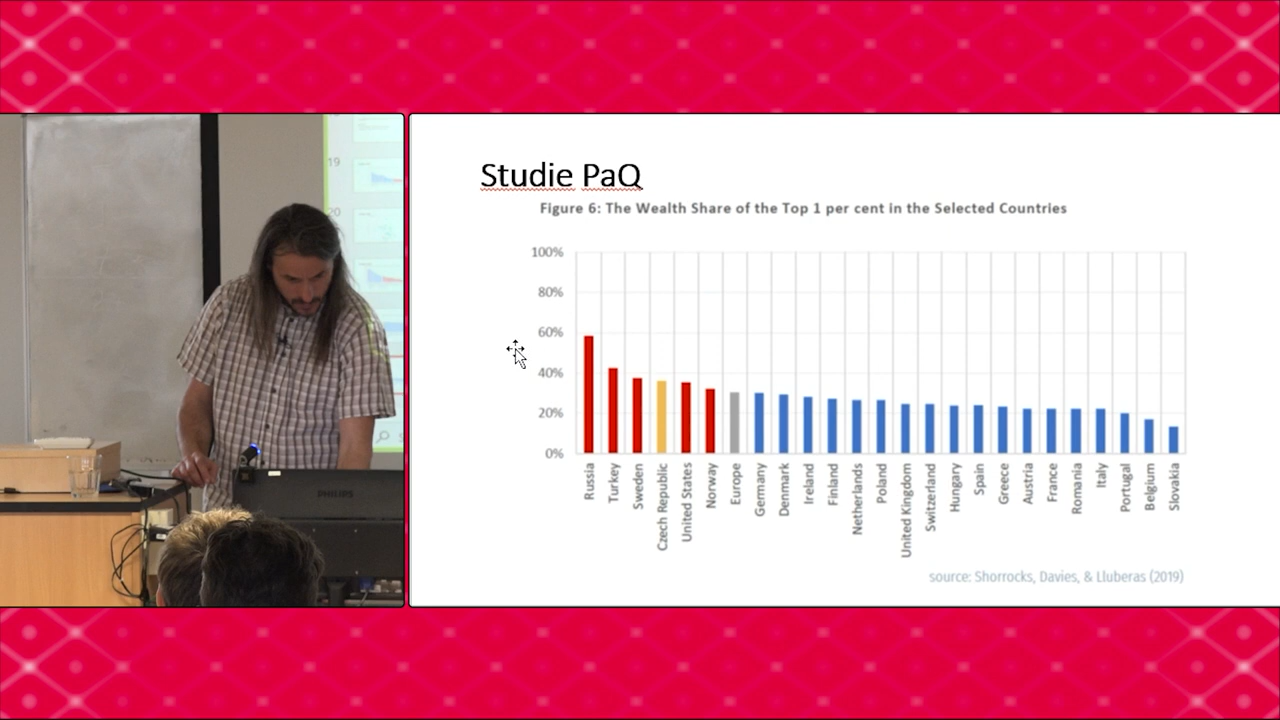 Studie PaQ
Figure 6: The Wealth Share of the Top 1 per cent in the Selected Countries
100%
80%
60%
40%
20%
0%
Russia
Turkey
Sweden
Czech Republic
United States
Norway
Europe
Germany
Denmark
Ireland
Finland
Netherlands
Poland
United Kingdom
Switzerland
Hungary
Spain
Greece
Austria
France
Romania
Italy
Portugal
Belgium
Slovakia
source: Shorrocks, Davies, & Lluberas (2019)
19
20
PHILIPS